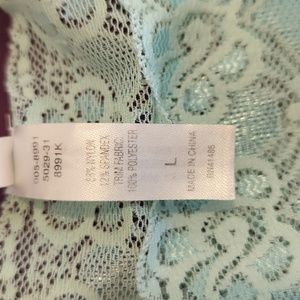 005-8991
5029-31
8991K
88% NYLON
12% SPANDEX
TRIM FABRIC:
100% POLYESTER
L
MADE IN CHINA